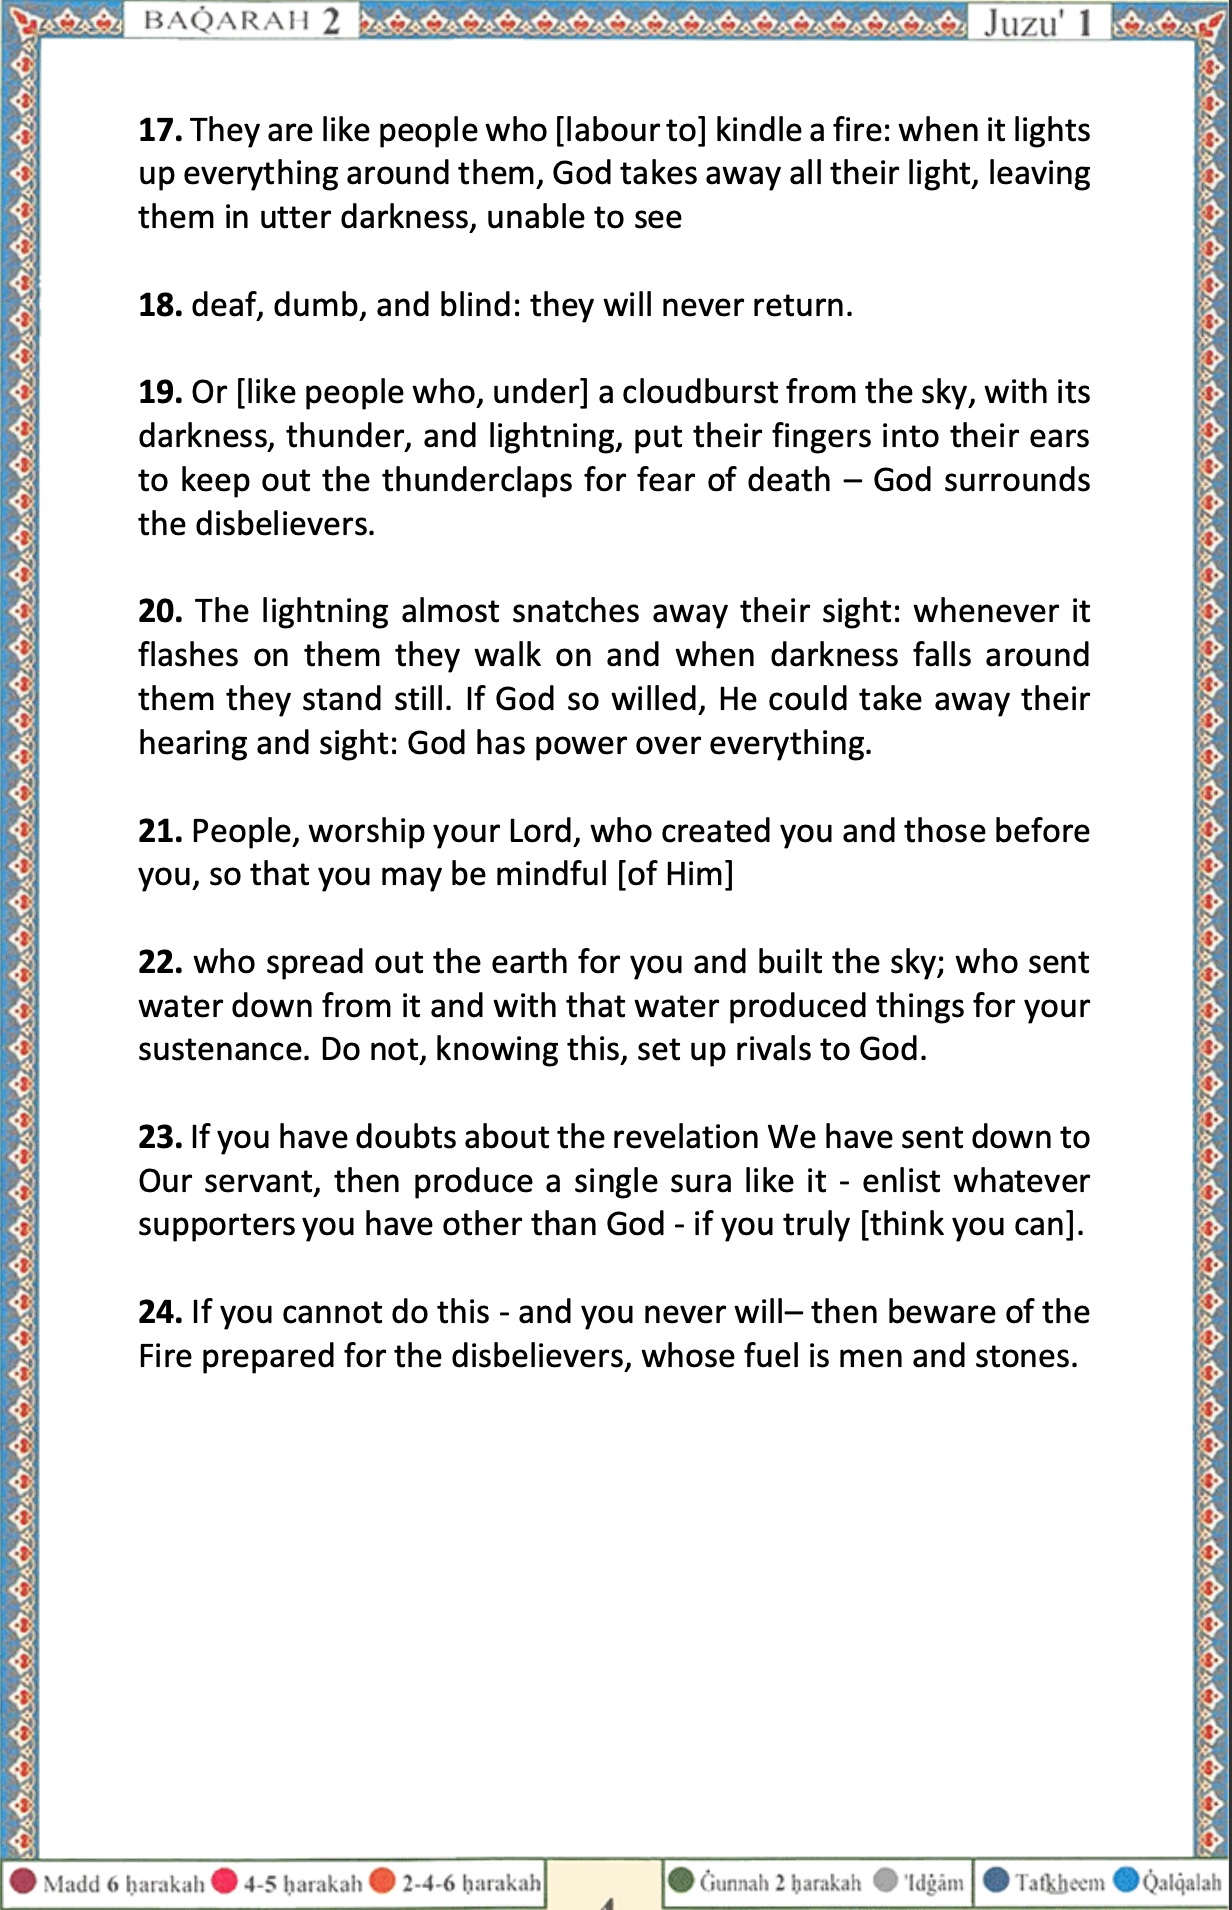 BAQ̇ARAH 2
Juzu' 1
17. They are like people who [labour to] kindle a fire: when it lights
up everything around them, God takes away all their light, leaving
them in utter darkness, unable to see
18. deaf, dumb, and blind: they will never return.
19. Or [like people who, under] a cloudburst from the sky, with its
darkness, thunder, and lightning, put their fingers into their ears
to keep out the thunderclaps for fear of death – God surrounds
the disbelievers.
20. The lightning almost snatches away their sight: whenever it
flashes on them they walk on and when darkness falls around
them they stand still. If God so willed, He could take away their
hearing and sight: God has power over everything.
21. People, worship your Lord, who created you and those before
you, so that you may be mindful [of Him]
22. who spread out the earth for you and built the sky; who sent
water down from it and with that water produced things for your
sustenance. Do not, knowing this, set up rivals to God.
23. If you have doubts about the revelation We have sent down to
Our servant, then produce a single sura like it - enlist whatever
supporters you have other than God - if you truly [think you can].
24. If you cannot do this - and you never will– then beware of the
Fire prepared for the disbelievers, whose fuel is men and stones.
Madd 6 ḥarakah 4-5 ḥarakah 2-4-6 ḥarakah
4
Ġunnah 2 ḥarakah 'Idġām Tafkheem Q̇alq̇alah